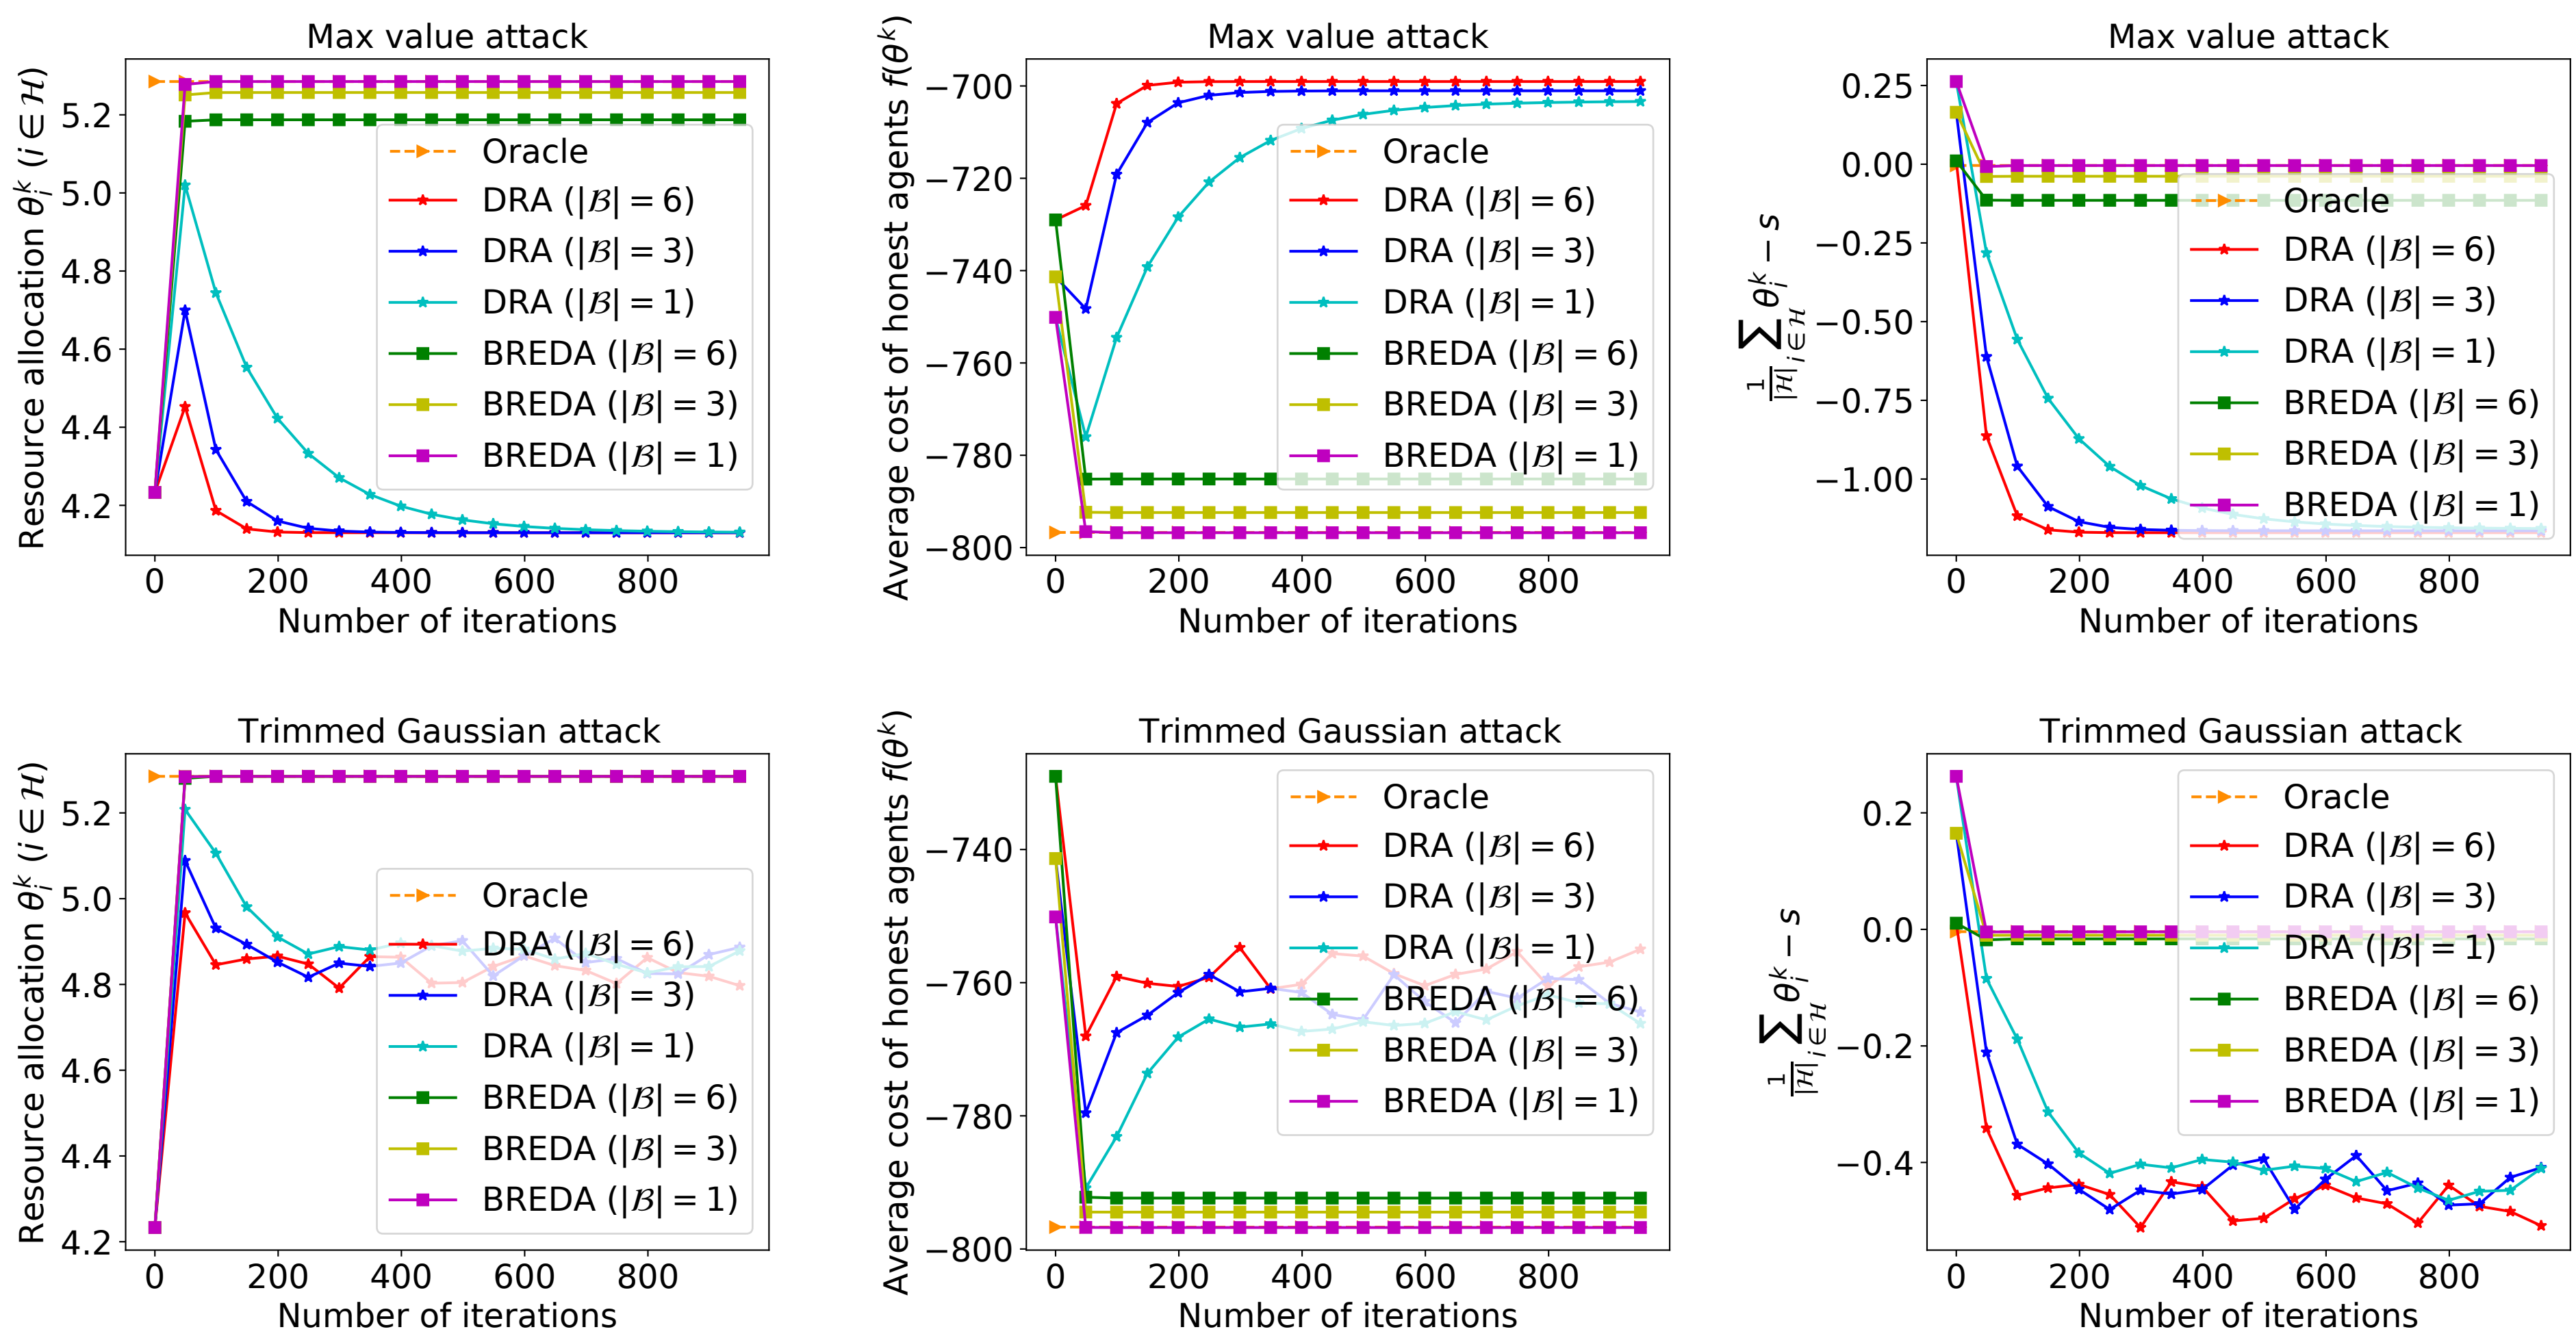 Max value attack
Resource allocation θᵢᵏ (i ∈ ℋ)
5.2
5.0
4.8
4.6
4.4
4.2
Oracle
DRA (|ℬ| = 6)
DRA (|ℬ| = 3)
DRA (|ℬ| = 1)
BREDA (|ℬ| = 6)
BREDA (|ℬ| = 3)
BREDA (|ℬ| = 1)
0 200 400 600 800
Number of iterations
Max value attack
Average cost of honest agents f(θᵏ)
−700
−720
−740
−760
−780
−800
Oracle
DRA (|ℬ| = 6)
DRA (|ℬ| = 3)
DRA (|ℬ| = 1)
BREDA (|ℬ| = 6)
BREDA (|ℬ| = 3)
BREDA (|ℬ| = 1)
0 200 400 600 800
Number of iterations
Max value attack
1/|ℋ| ∑ i∈ℋ θᵢᵏ − s
0.25
0.00
−0.25
−0.50
−0.75
−1.00
Oracle
DRA (|ℬ| = 6)
DRA (|ℬ| = 3)
DRA (|ℬ| = 1)
BREDA (|ℬ| = 6)
BREDA (|ℬ| = 3)
BREDA (|ℬ| = 1)
0 200 400 600 800
Number of iterations
Trimmed Gaussian attack
Resource allocation θᵢᵏ (i ∈ ℋ)
5.2
5.0
4.8
4.6
4.4
4.2
Oracle
DRA (|ℬ| = 6)
DRA (|ℬ| = 3)
DRA (|ℬ| = 1)
BREDA (|ℬ| = 6)
BREDA (|ℬ| = 3)
BREDA (|ℬ| = 1)
0 200 400 600 800
Number of iterations
Trimmed Gaussian attack
Average cost of honest agents f(θᵏ)
−740
−760
−780
−800
Oracle
DRA (|ℬ| = 6)
DRA (|ℬ| = 3)
DRA (|ℬ| = 1)
BREDA (|ℬ| = 6)
BREDA (|ℬ| = 3)
BREDA (|ℬ| = 1)
0 200 400 600 800
Number of iterations
Trimmed Gaussian attack
1/|ℋ| ∑ i∈ℋ θᵢᵏ − s
0.2
0.0
−0.2
−0.4
Oracle
DRA (|ℬ| = 6)
DRA (|ℬ| = 3)
DRA (|ℬ| = 1)
BREDA (|ℬ| = 6)
BREDA (|ℬ| = 3)
BREDA (|ℬ| = 1)
0 200 400 600 800
Number of iterations